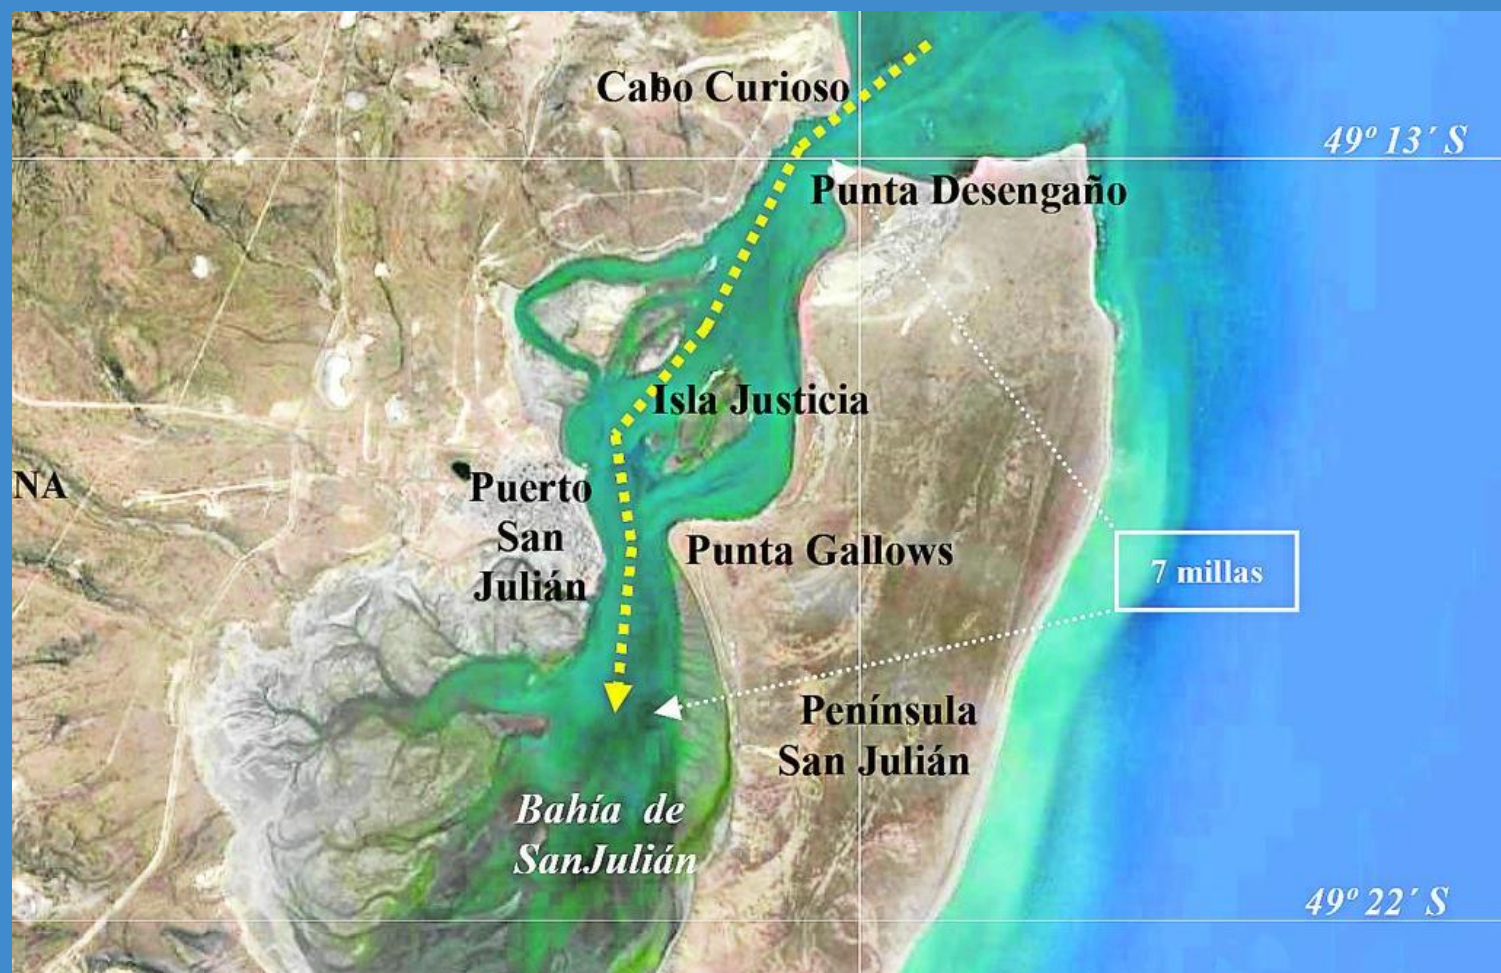 Cabo Curioso
49º 13´ S
Punta Desengaño
Isla Justicia
NA
Puerto
San
Julián
Punta Gallows
7 millas
Península
San Julián
Bahía de
SanJulián
49º 22´ S